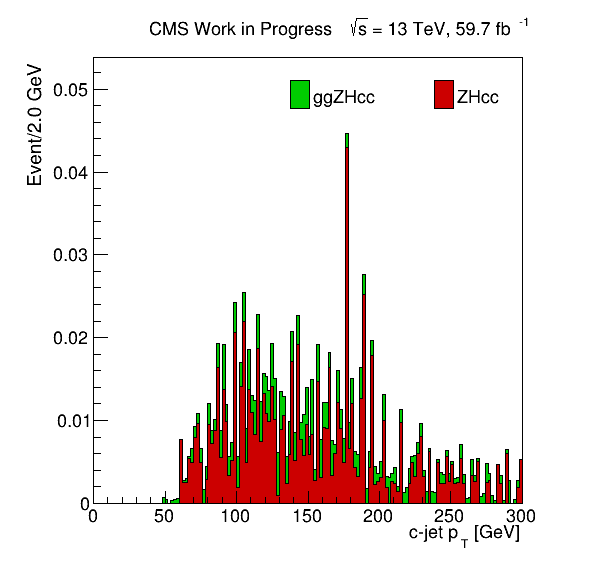 CMS Work in Progress √s = 13 TeV, 59.7 fb⁻¹
Event/2.0 GeV
ggZHcc ZHcc
0.05
0.04
0.03
0.02
0.01
0
0 50 100 150 200 250 300
c-jet p_T [GeV]